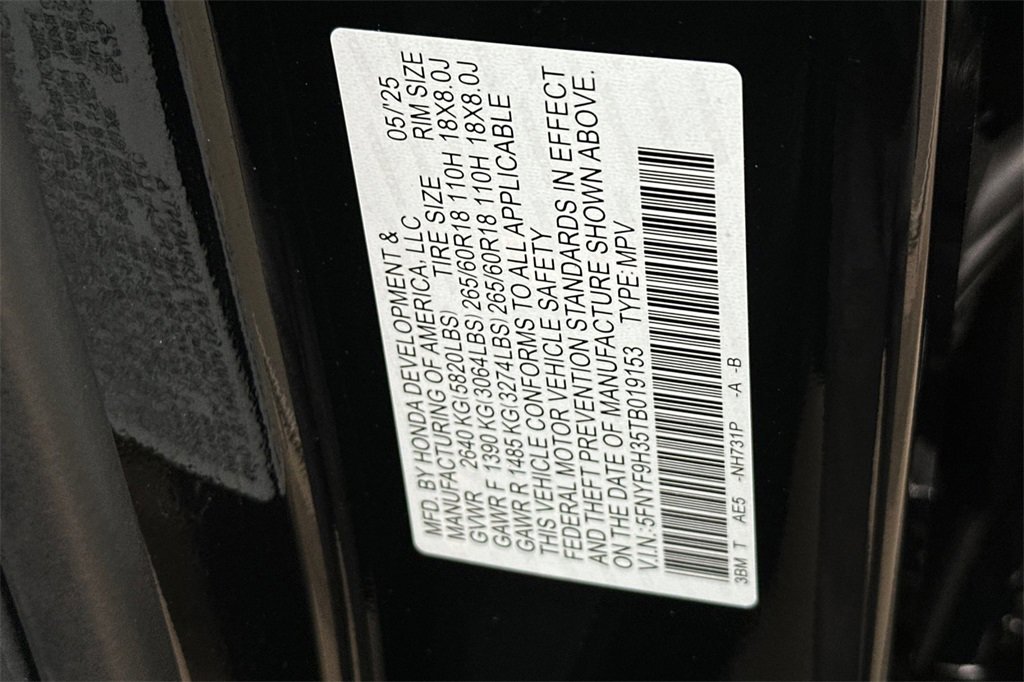 MFD. BY HONDA DEVELOPMENT & 05/'25
MANUFACTURING OF AMERICA, LLC
GVWR 2640 KG(5820LBS) TIRE SIZE RIM SIZE
GAWR F 1390 KG(3064LBS) 265/60R18 110H 18X8.0J
GAWR R 1485 KG(3274LBS) 265/60R18 110H 18X8.0J
THIS VEHICLE CONFORMS TO ALL APPLICABLE
FEDERAL MOTOR VEHICLE SAFETY
AND THEFT PREVENTION STANDARDS IN EFFECT
ON THE DATE OF MANUFACTURE SHOWN ABOVE.
V.I.N.:5FNYF9H35TB019153 TYPE: MPV
3BM T AE5 -NH731P -A -B